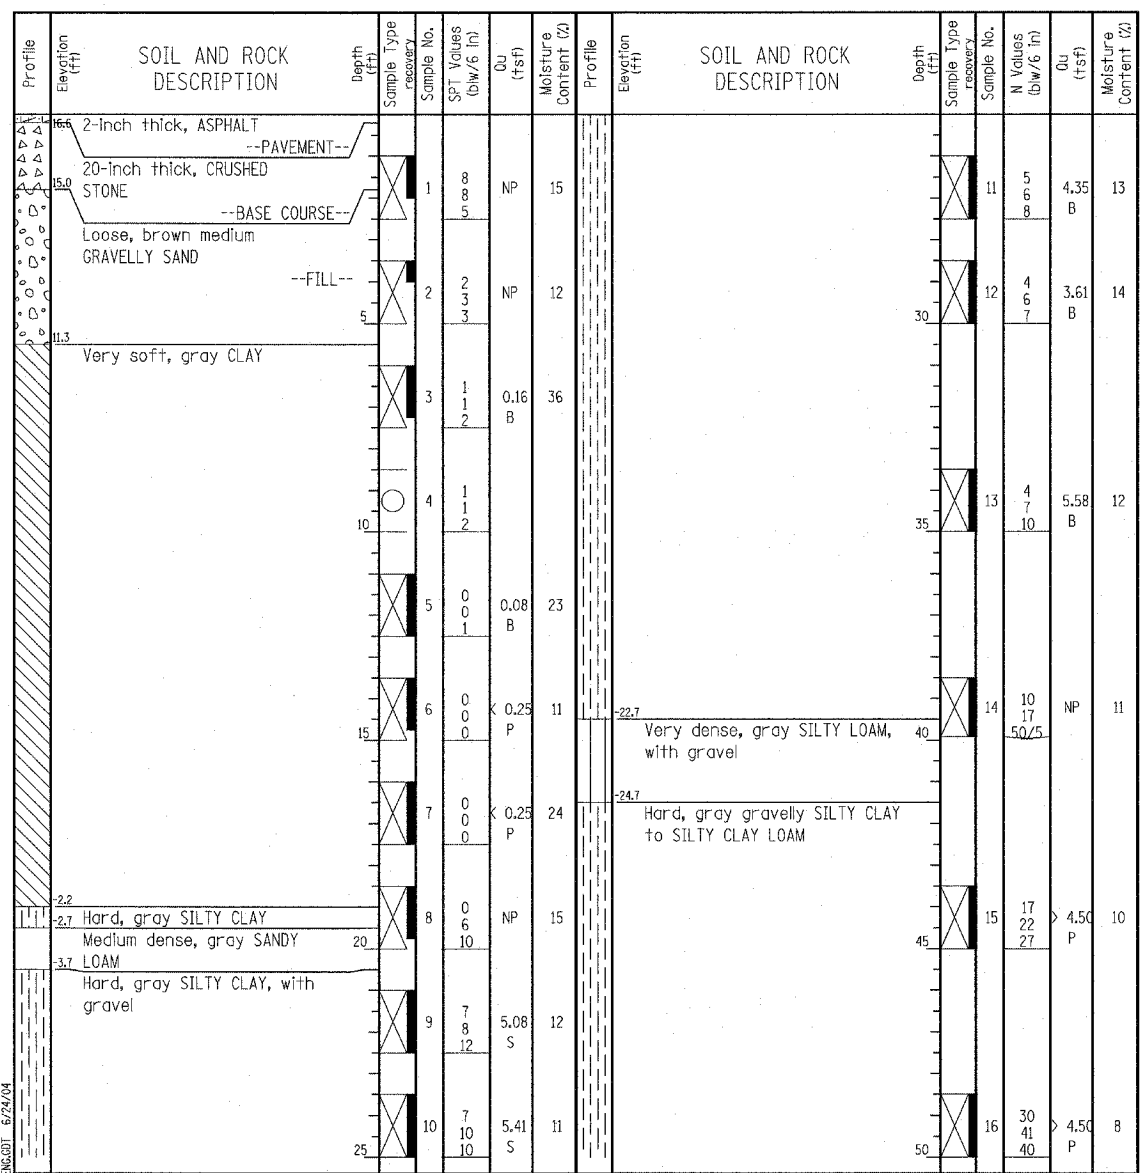 Profile
Elevation
(ft)
SOIL AND ROCK
DESCRIPTION
Depth
(ft)
Sample Type
recovery
Sample No.
SPT Values
(blw/6 in)
Qu
(tsf)
Moisture
Content (%)
Profile
Elevation
(ft)
SOIL AND ROCK
DESCRIPTION
Depth
(ft)
Sample Type
recovery
Sample No.
N Values
(blw/6 in)
Qu
(tsf)
Moisture
Content (%)
16.6
2-inch thick, ASPHALT
--PAVEMENT--
20-inch thick, CRUSHED
15.0
STONE
--BASE COURSE--
Loose, brown medium
GRAVELLY SAND
--FILL--
11.3
Very soft, gray CLAY
-2.2
Hard, gray SILTY CLAY
-2.7
Medium dense, gray SANDY
LOAM
-3.7
Hard, gray SILTY CLAY, with
gravel
5
10
15
20
25
1
8
8
5
NP
15
2
2
3
3
NP
12
3
1
1
2
0.16
B
36
4
1
1
2
5
0
0
1
0.08
B
23
6
0
0
0
< 0.25
P
11
7
0
0
0
< 0.25
P
24
8
0
6
10
NP
15
9
7
8
12
5.08
S
12
10
7
10
10
5.41
S
11
-22.7
Very dense, gray SILTY LOAM,
with gravel
-24.7
Hard, gray gravelly SILTY CLAY
to SILTY CLAY LOAM
30
35
40
45
50
11
5
6
8
4.35
B
13
12
4
6
7
3.61
B
14
13
4
7
10
5.58
B
12
14
10
17
50/5
NP
11
15
17
22
27
> 4.50
P
10
16
30
41
40
> 4.50
P
8
6/24/04